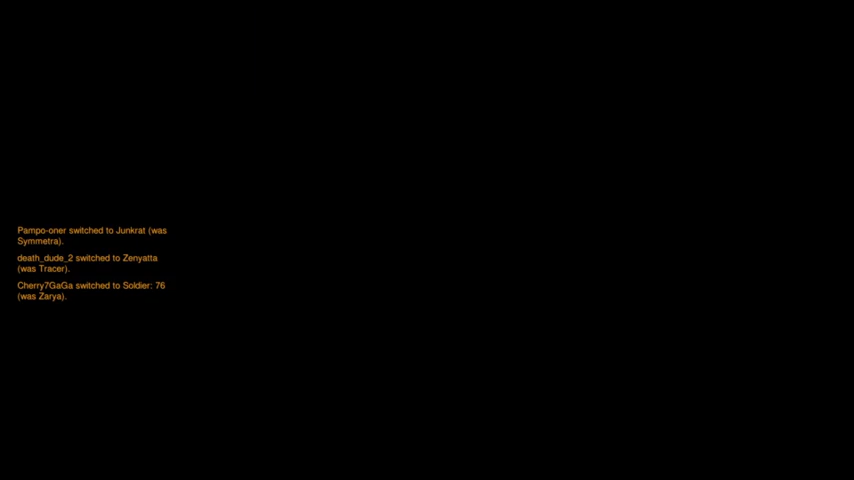 Pampo-oner switched to Junkrat (was
Symmetra).
death_dude_2 switched to Zenyatta
(was Tracer).
Cherry7GaGa switched to Soldier: 76
(was Zarya).